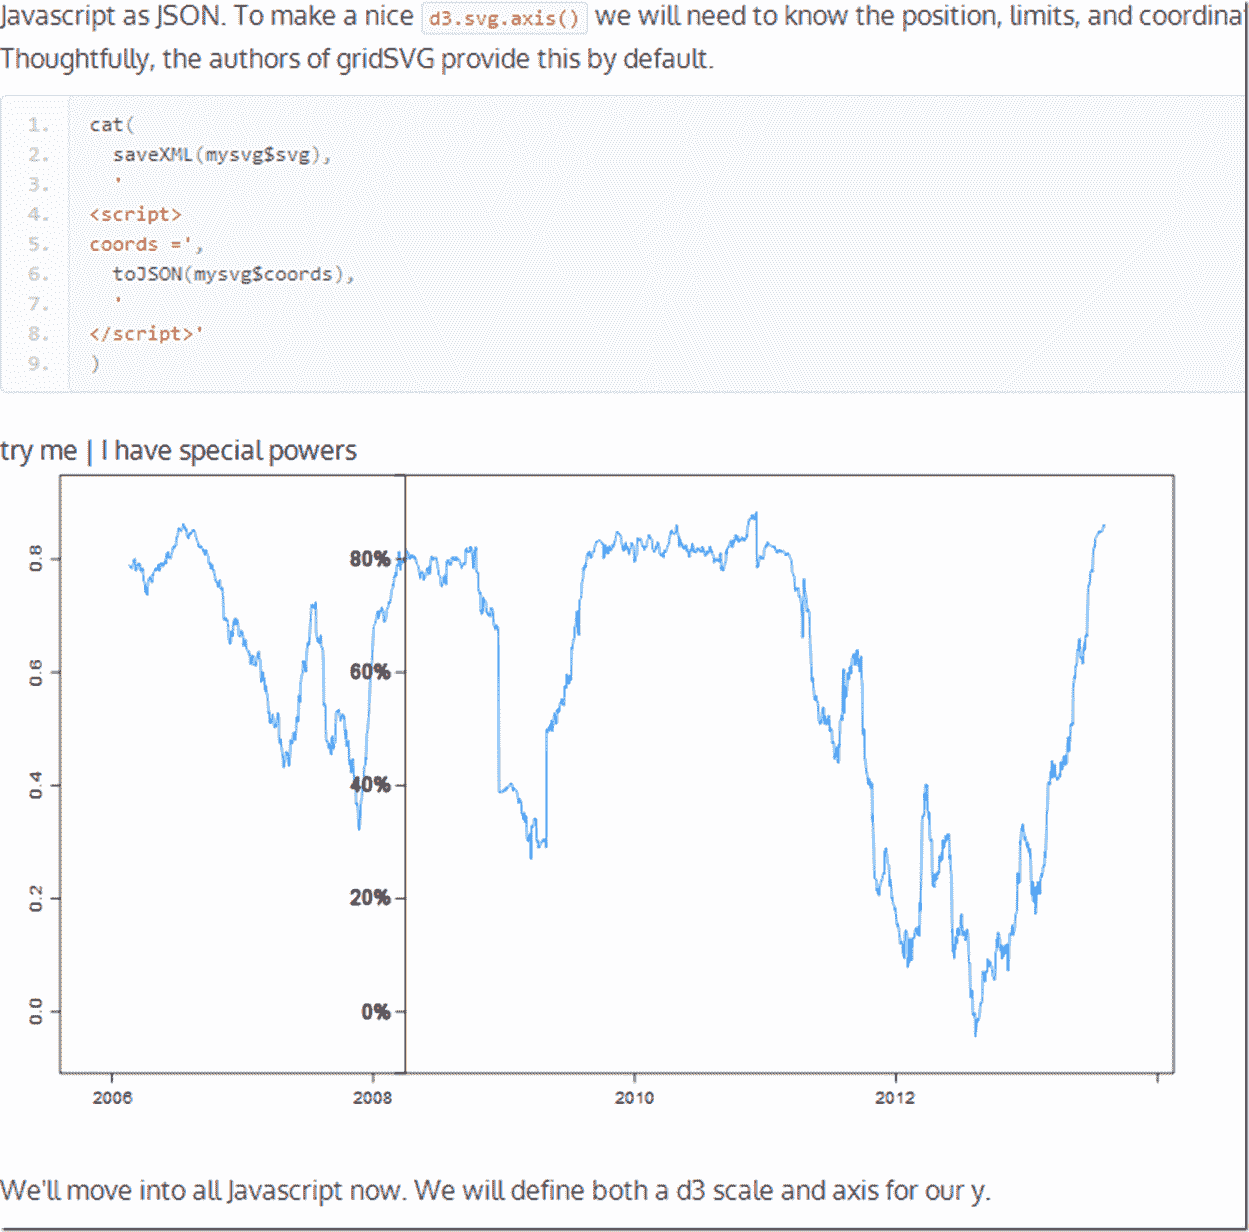 Javascript as JSON. To make a nice d3.svg.axis() we will need to know the position, limits, and coordina
Thoughtfully, the authors of gridSVG provide this by default.
1. cat(
2. saveXML(mysvg$svg),
3. '
4. <script>
5. coords =',
6. toJSON(mysvg$coords),
7. '
8. </script>'
9. )
try me | I have special powers
0.8
80%
0.6
60%
0.4
40%
0.2
20%
0.0
0%
2006 2008 2010 2012
We'll move into all Javascript now. We will define both a d3 scale and axis for our y.